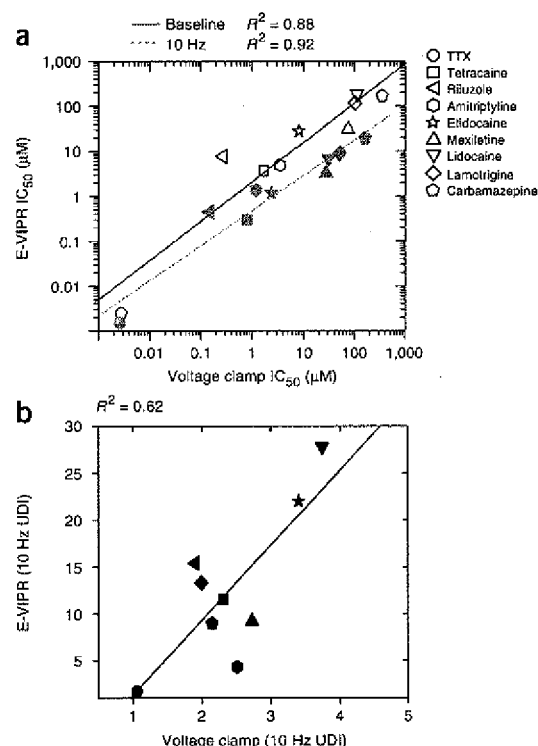 a
Baseline R² = 0.88
10 Hz R² = 0.92
1,000
100
10
1
0.1
0.01
E-VIPR IC50 (µM)
0.01 0.1 1 10 100 1,000
Voltage clamp IC50 (µM)
TTX
Tetracaine
Riluzole
Amitriptyline
Etidocaine
Mexiletine
Lidocaine
Lamotrigine
Carbamazepine
b
R² = 0.62
30
25
20
15
10
5
E-VIPR (10 Hz UDI)
1 2 3 4 5
Voltage clamp (10 Hz UDI)